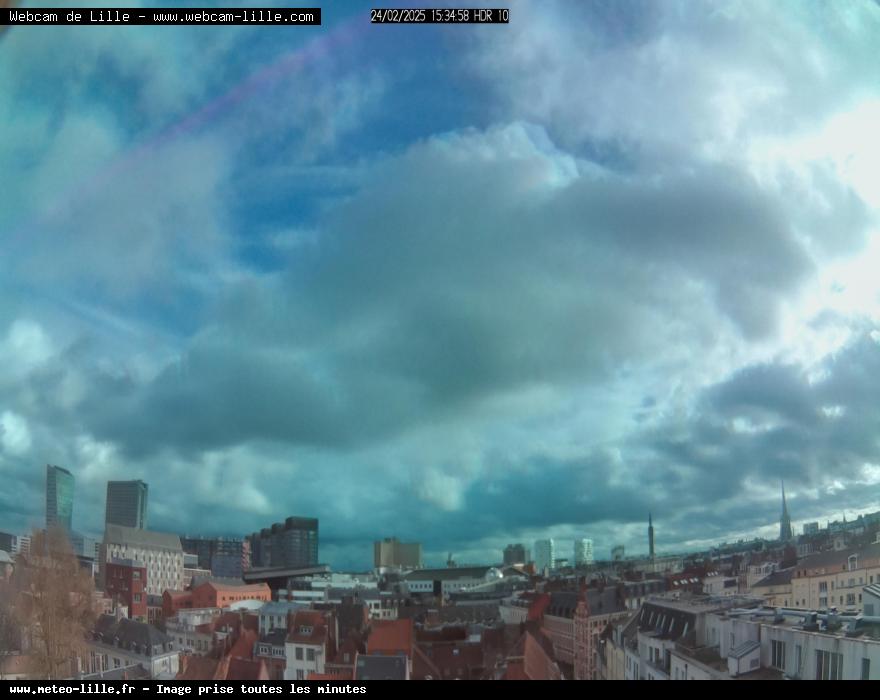 Webcam de Lille - www.webcam-lille.com
24/02/2025 15:34:58 HDR 10
www.meteo-lille.fr - Image prise toutes les minutes